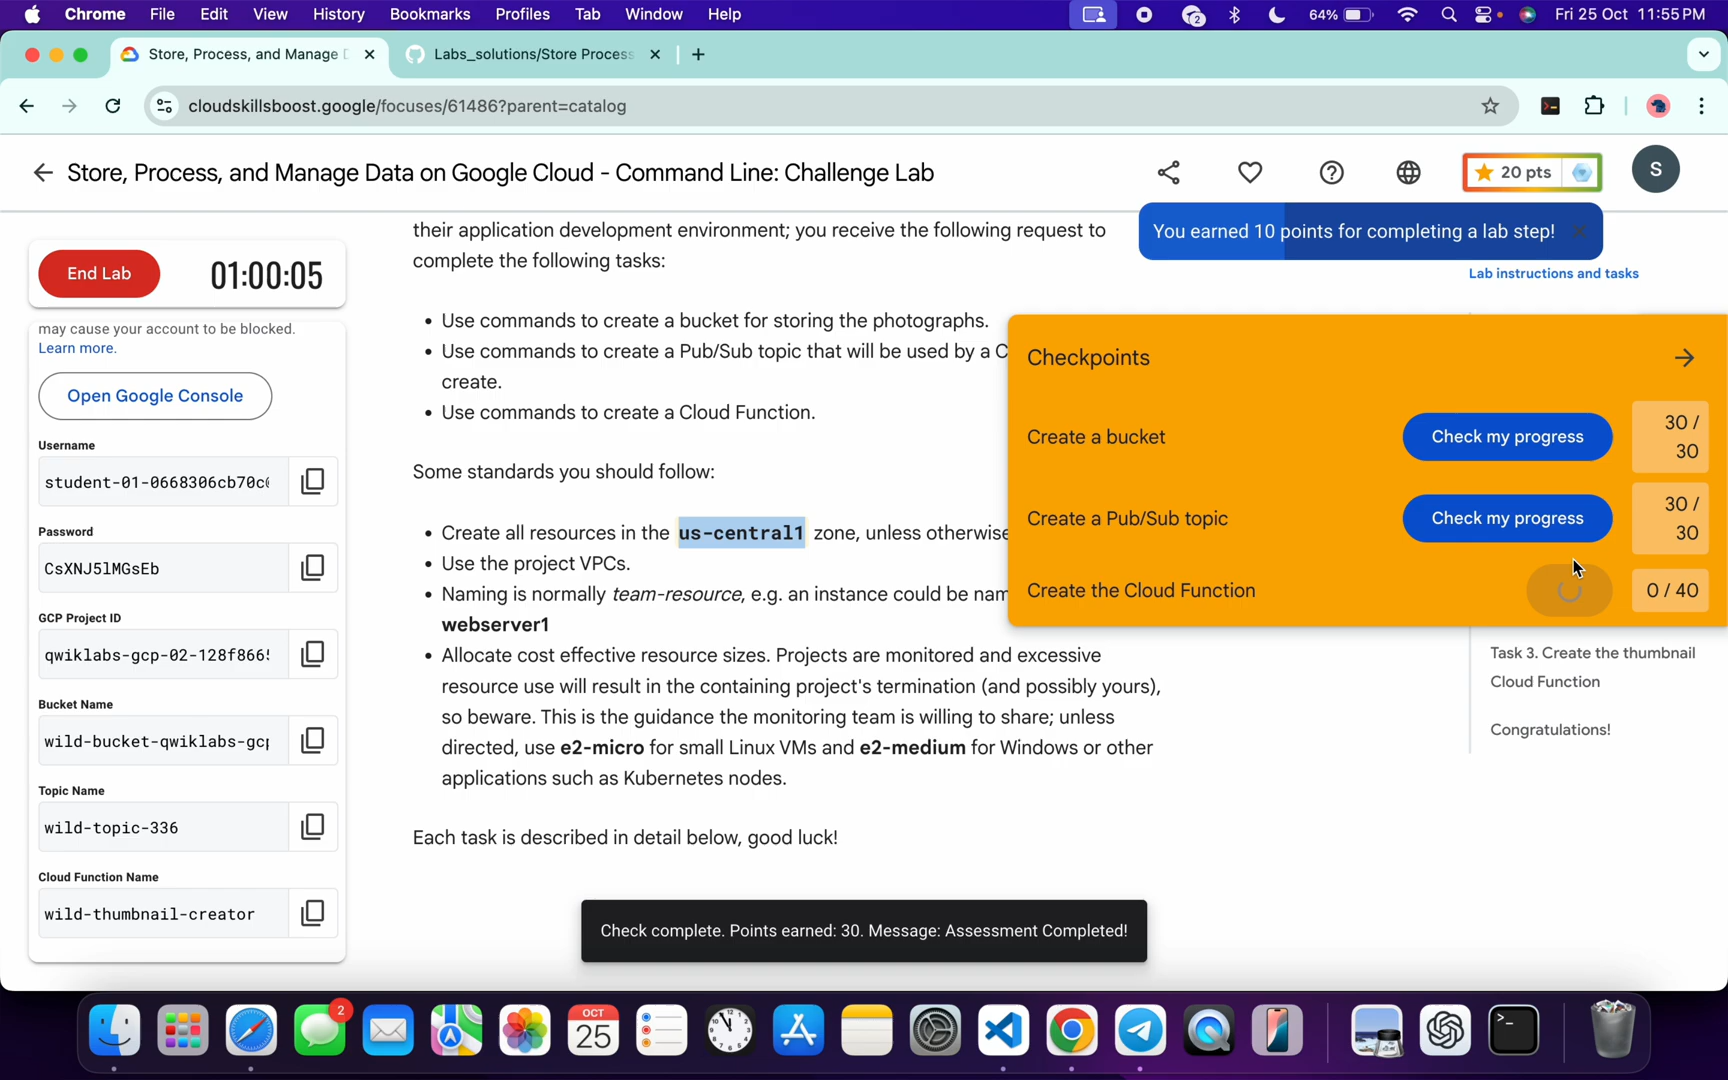 Chrome File Edit View History Bookmarks Profiles Tab Window Help
2 64% Fri 25 Oct 11:55 PM
Store, Process, and Manage D
Labs_solutions/Store Process
cloudskillsboost.google/focuses/61486?parent=catalog
Store, Process, and Manage Data on Google Cloud - Command Line: Challenge Lab
20 pts
S
You earned 10 points for completing a lab step!
Lab instructions and tasks
End Lab
01:00:05
may cause your account to be blocked.
Learn more.
Open Google Console
Username
student-01-0668306cb70c
Password
CsXNJ5lMGsEb
GCP Project ID
qwiklabs-gcp-02-128f866
Bucket Name
wild-bucket-qwiklabs-gcp
Topic Name
wild-topic-336
Cloud Function Name
wild-thumbnail-creator
their application development environment; you receive the following request to
complete the following tasks:
• Use commands to create a bucket for storing the photographs.
• Use commands to create a Pub/Sub topic that will be used by a C
create.
• Use commands to create a Cloud Function.
Some standards you should follow:
• Create all resources in the us-central1 zone, unless otherwise
• Use the project VPCs.
• Naming is normally team-resource, e.g. an instance could be nam
webserver1
• Allocate cost effective resource sizes. Projects are monitored and excessive
resource use will result in the containing project's termination (and possibly yours),
so beware. This is the guidance the monitoring team is willing to share; unless
directed, use e2-micro for small Linux VMs and e2-medium for Windows or other
applications such as Kubernetes nodes.
Each task is described in detail below, good luck!
Checkpoints
Create a bucket
Check my progress
30 /
30
Create a Pub/Sub topic
Check my progress
30 /
30
Create the Cloud Function
0 / 40
Task 3. Create the thumbnail
Cloud Function
Congratulations!
Check complete. Points earned: 30. Message: Assessment Completed!
2
OCT
25